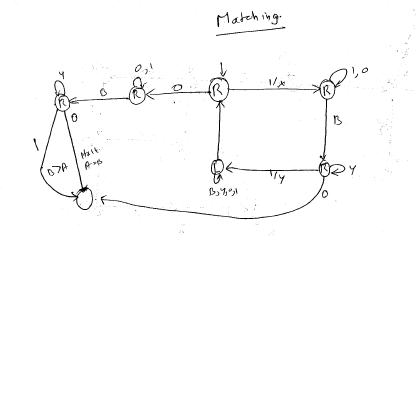 Matching.
Y
0,1
1,0
R
B
R
0
R
1/x
R
0
B
1
B>A
Halt
A=B
B,y,0,1
1/y
R
Y
0